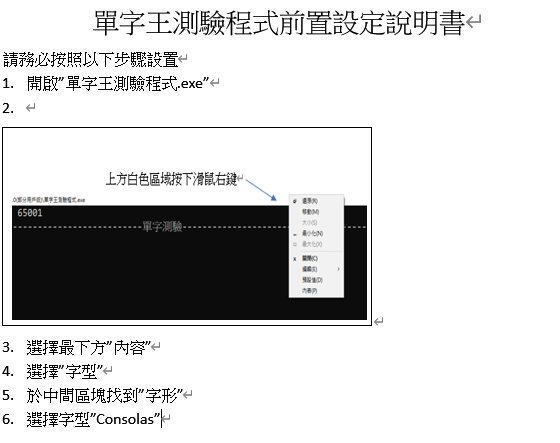 單字王測驗程式前置設定說明書
請務必按照以下步驟設置
1. 開啟”單字王測驗程式.exe”
2.
上方白色區域按下滑鼠右鍵
單字王測驗程式.exe
65001
單字測驗
還原(R)
移動(M)
大小(S)
最小化(N)
最大化(X)
關閉(C)
編輯(E)
預設值(D)
內容(P)
3. 選擇最下方”內容”
4. 選擇”字型”
5. 於中間區塊找到”字形”
6. 選擇字型”Consolas”